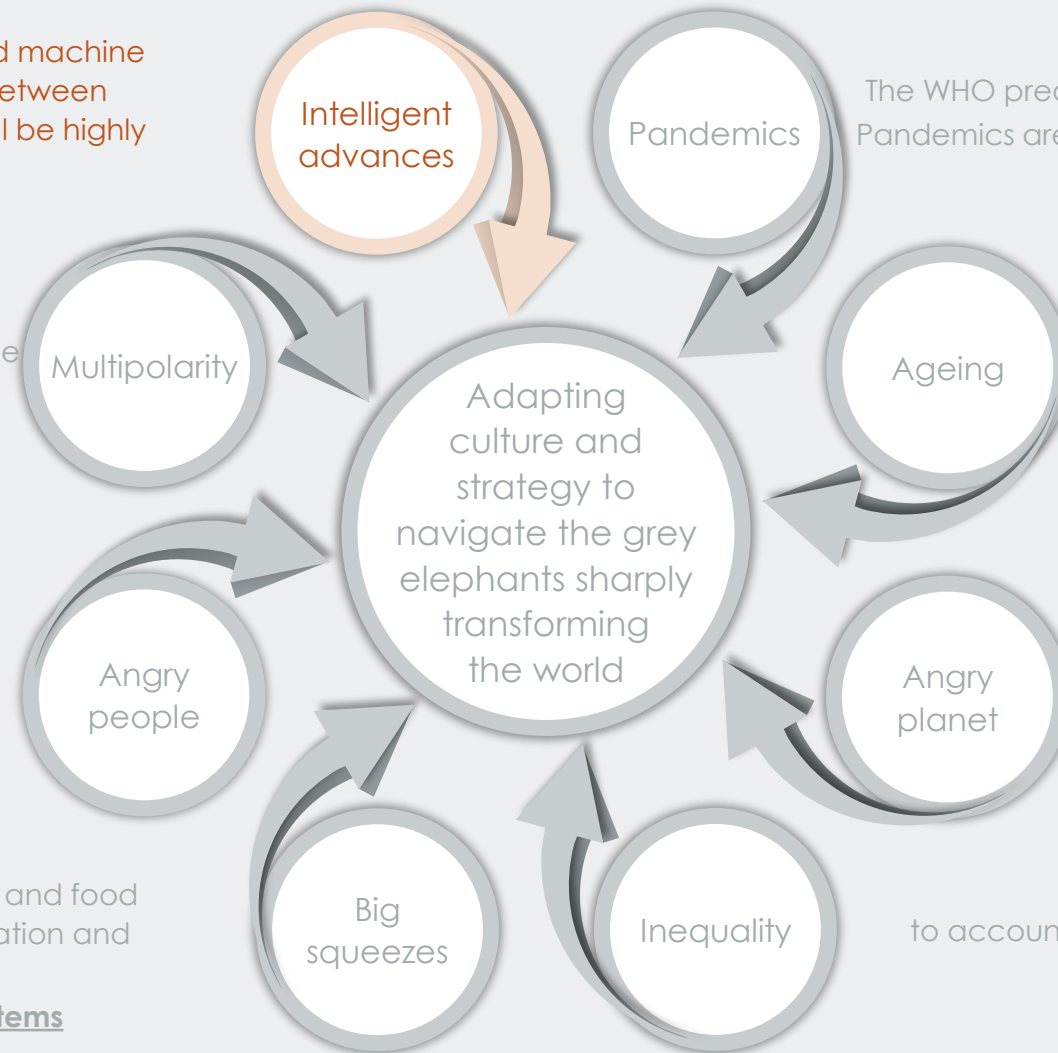 d machine
etween
l be highly
Intelligent
advances
Pandemics
The WHO pred
Pandemics are
Multipolarity
e
Ageing
Adapting
culture and
strategy to
navigate the grey
elephants sharply
transforming
the world
Angry
people
Angry
planet
and food
ation and
tems
Big
squeezes
Inequality
to accoun